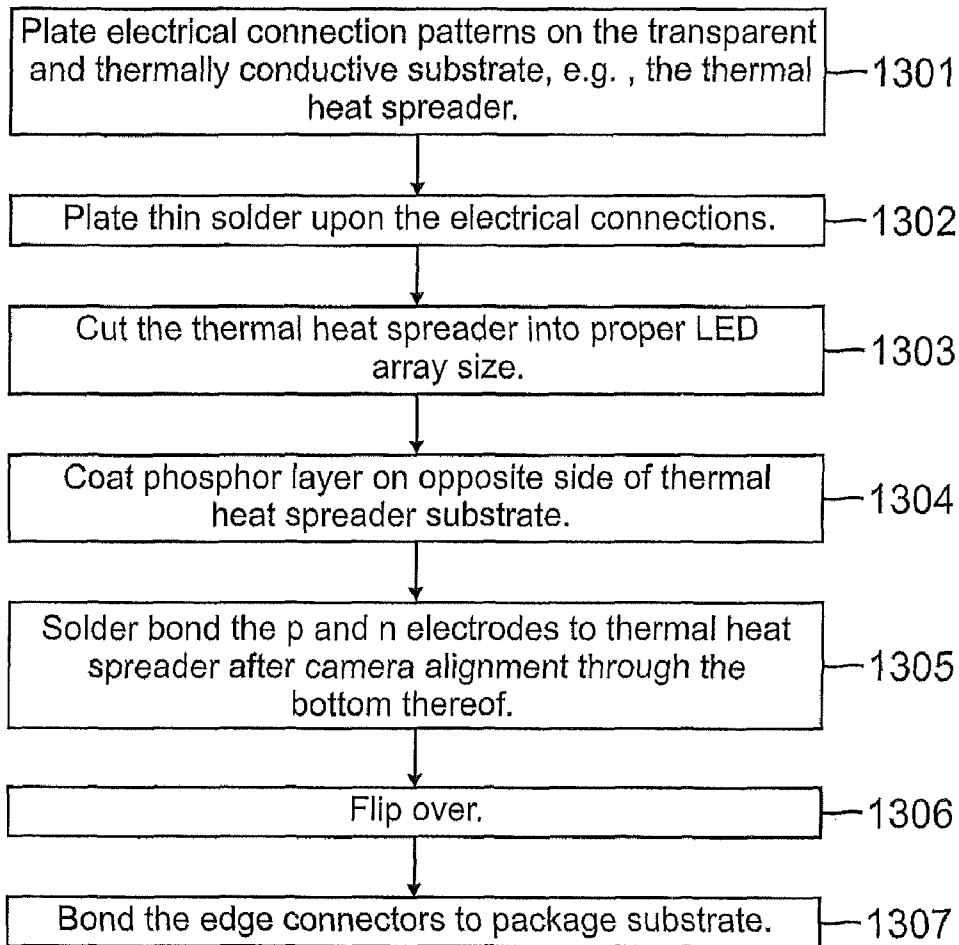 Plate electrical connection patterns on the transparent
and thermally conductive substrate, e.g. , the thermal
heat spreader.
1301
Plate thin solder upon the electrical connections.
1302
Cut the thermal heat spreader into proper LED
array size.
1303
Coat phosphor layer on opposite side of thermal
heat spreader substrate.
1304
Solder bond the p and n electrodes to thermal heat
spreader after camera alignment through the
bottom thereof.
1305
Flip over.
1306
Bond the edge connectors to package substrate.
1307